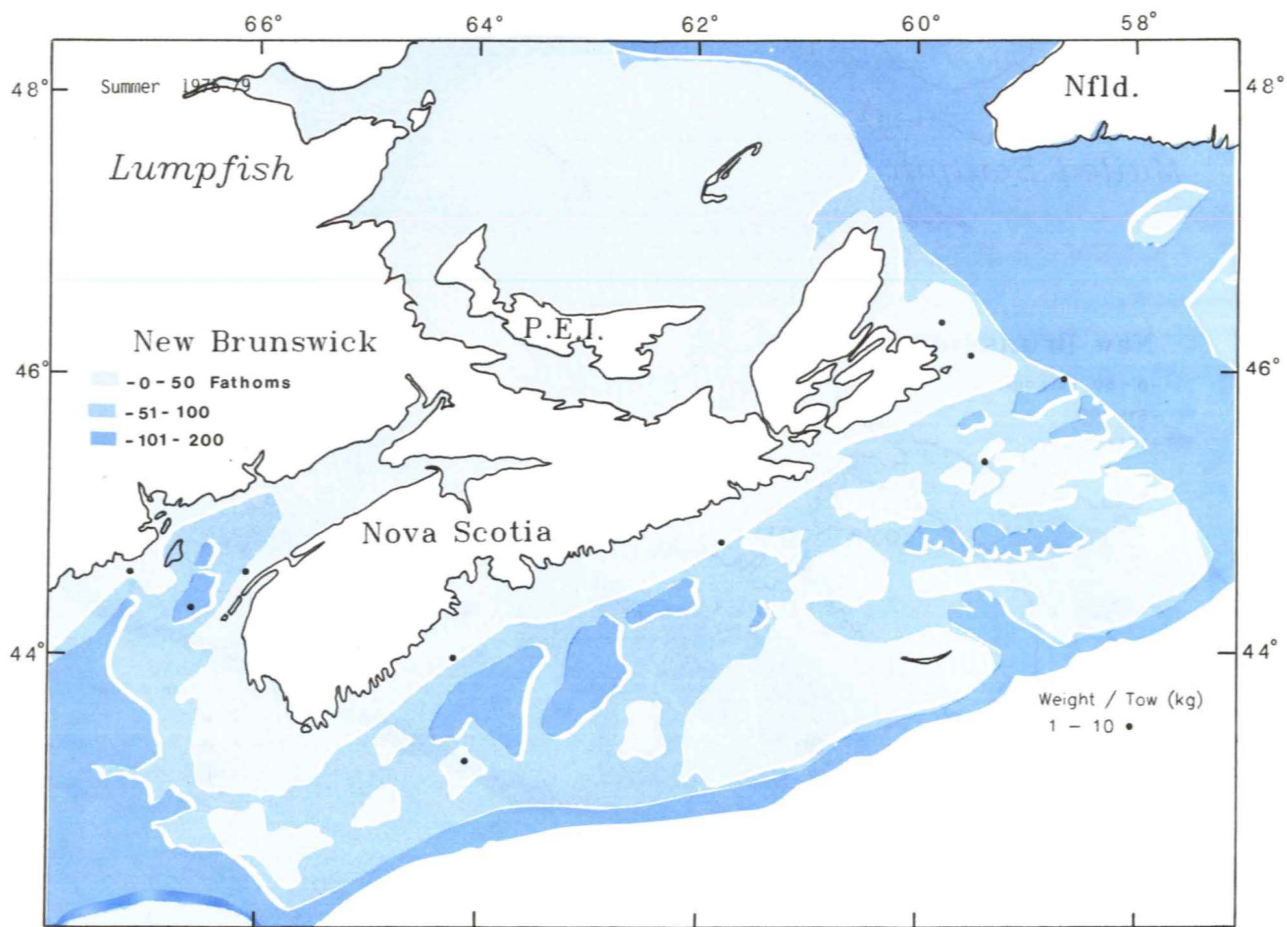 66° 64° 62° 60° 58°
48° 48°
Summer
Nfld.
Lumpfish
P.E.I.
New Brunswick
46° 46°
-0-50 Fathoms
-51-100
-101-200
Nova Scotia
44° 44°
Weight / Tow (kg)
1 – 10 •